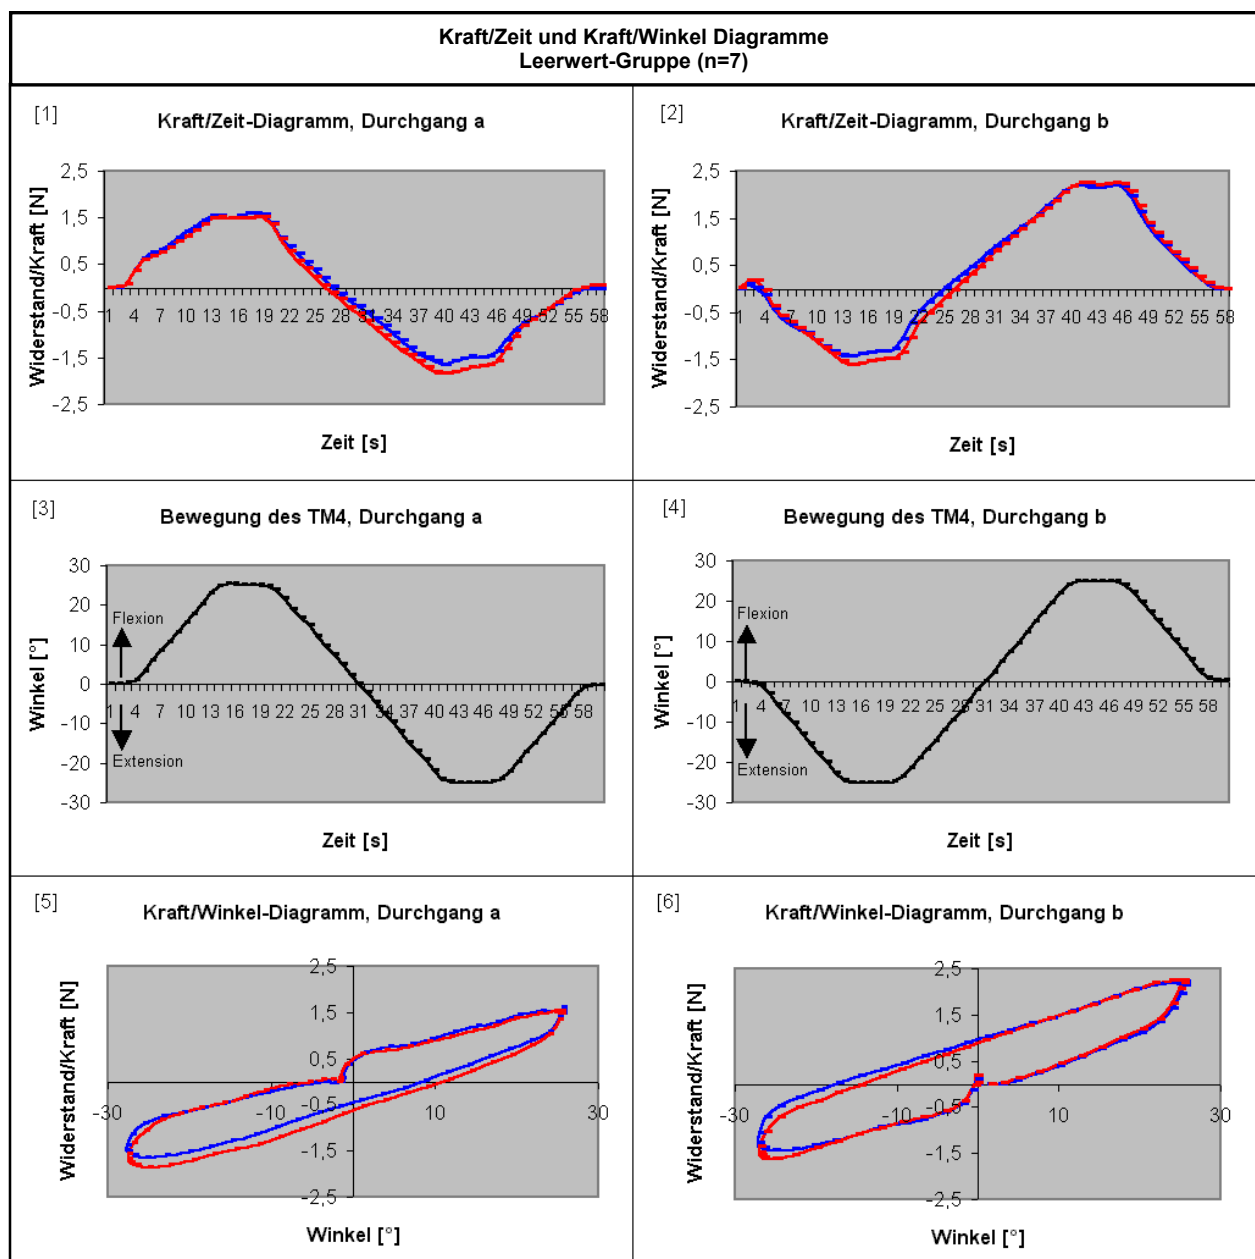 Kraft/Zeit und Kraft/Winkel Diagramme
Leerwert-Gruppe (n=7)
[1]
Kraft/Zeit-Diagramm, Durchgang a
Widerstand/Kraft [N]
2,5
1,5
0,5
-0,5
-1,5
-2,5
1 4 7 10 13 16 19 22 25 28 31 34 37 40 43 46 49 52 55 58
Zeit [s]
[2]
Kraft/Zeit-Diagramm, Durchgang b
Widerstand/Kraft [N]
2,5
1,5
0,5
-0,5
-1,5
-2,5
1 4 7 10 13 16 19 22 25 28 31 34 37 40 43 46 49 52 55 58
Zeit [s]
[3]
Bewegung des TM4, Durchgang a
Winkel [°]
30
20
10
0
-10
-20
-30
Flexion
Extension
1 4 7 10 13 16 19 22 25 28 31 34 37 40 43 46 49 52 55 58
Zeit [s]
[4]
Bewegung des TM4, Durchgang b
Winkel [°]
30
20
10
0
-10
-20
-30
Flexion
Extension
1 4 7 10 13 16 19 22 25 28 31 34 37 40 43 46 49 52 55 58
Zeit [s]
[5]
Kraft/Winkel-Diagramm, Durchgang a
Widerstand/Kraft [N]
2,5
1,5
0,5
-0,5
-1,5
-2,5
-30 -10 10 30
Winkel [°]
[6]
Kraft/Winkel-Diagramm, Durchgang b
Widerstand/Kraft [N]
2,5
1,5
0,5
-0,5
-1,5
-2,5
-30 -10 10 30
Winkel [°]